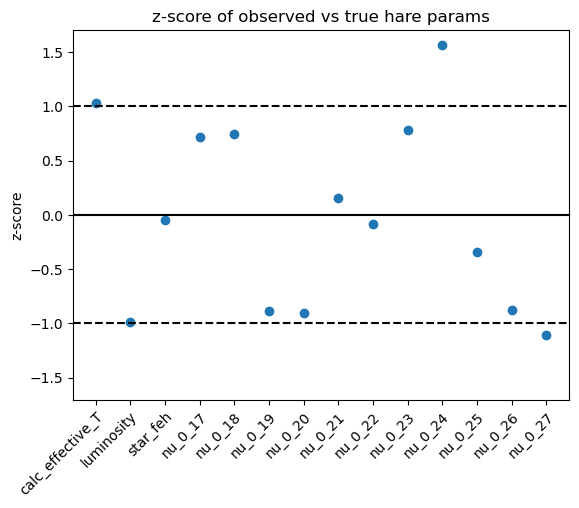 z-score of observed vs true hare params
z-score
1.5
1.0
0.5
0.0
−0.5
−1.0
−1.5
calc_effective_T
luminosity
star_feh
nu_0_17
nu_0_18
nu_0_19
nu_0_20
nu_0_21
nu_0_22
nu_0_23
nu_0_24
nu_0_25
nu_0_26
nu_0_27